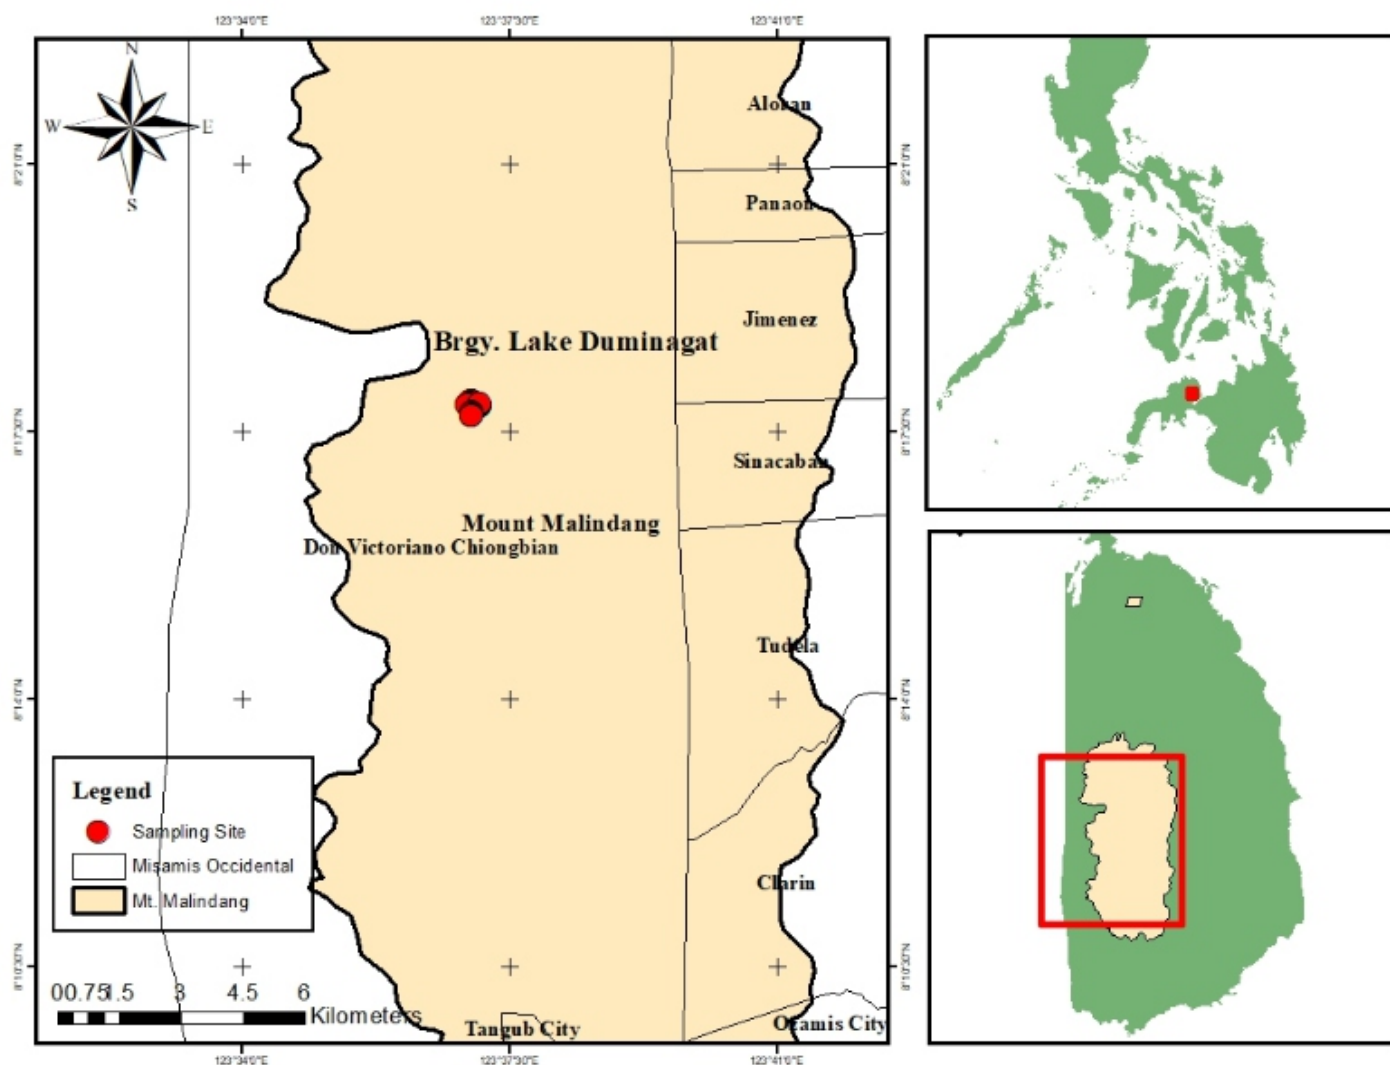 123°34'0"E 123°37'30"E 123°41'0"E
N
W E
S
8°21'0"N 8°21'0"N
8°17'30"N 8°17'30"N
8°14'0"N 8°14'0"N
8°10'30"N 8°10'30"N
Aloran
Panaon
Jimenez
Brgy. Lake Duminagat
Sinacaban
Mount Malindang
Don Victoriano Chiongbian
Tudela
Clarin
Legend
Sampling Site
Misamis Occidental
Mt. Malindang
0 0.75 1.5 3 4.5 6
Kilometers
Tangub City
Ozamis City
123°34'0"E 123°37'30"E 123°41'0"E